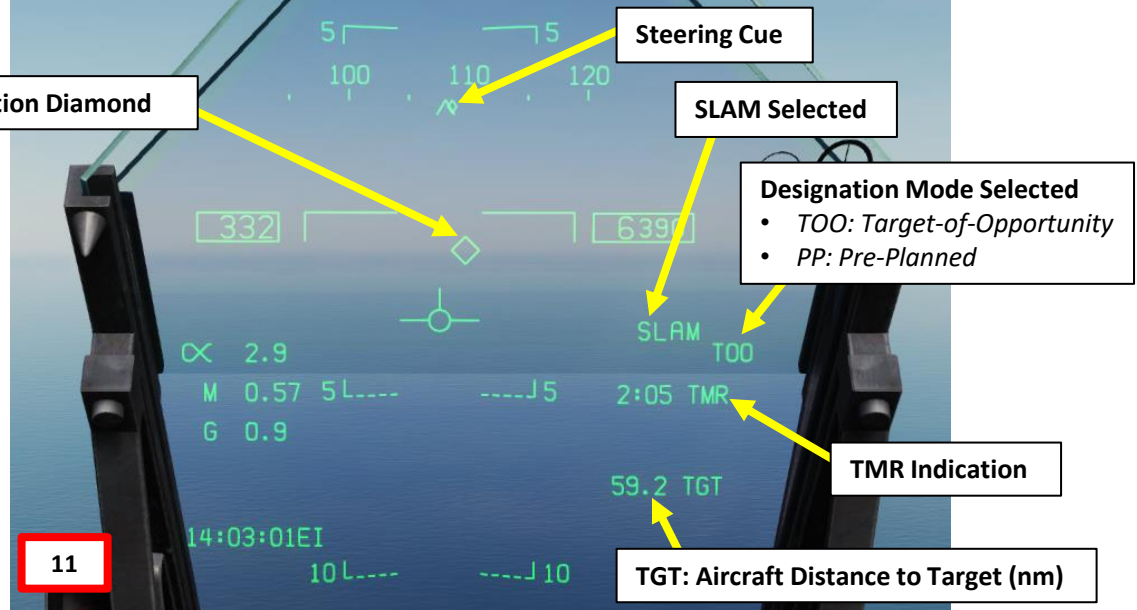 5 5
Steering Cue
100 110 120
tion Diamond
SLAM Selected
Designation Mode Selected
• TOO: Target-of-Opportunity
• PP: Pre-Planned
332 6390
SLAM
TOO
α 2.9
M 0.57 5 5 2:05 TMR
G 0.9
TMR Indication
59.2 TGT
14:03:01EI
11
10 10
TGT: Aircraft Distance to Target (nm)